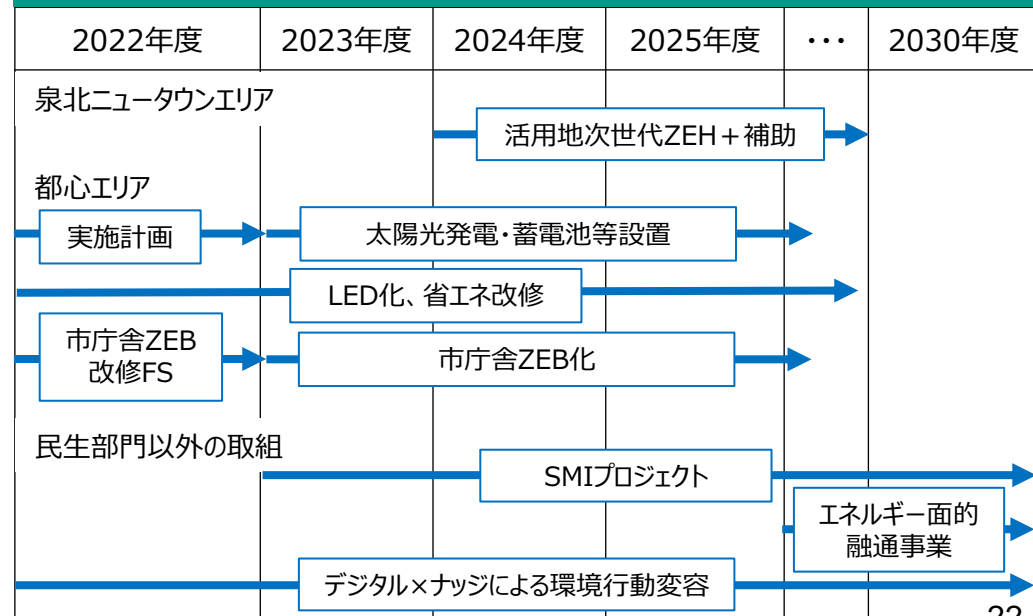 2022年度 2023年度 2024年度 2025年度 ・・・ 2030年度
泉北ニュータウンエリア
活用地次世代ZEH＋補助
都心エリア
実施計画 太陽光発電・蓄電池等設置
LED化、省エネ改修
市庁舎ZEB
改修FS
市庁舎ZEB化
民生部門以外の取組
SMIプロジェクト
エネルギー面的
融通事業
デジタル×ナッジによる環境行動変容
22